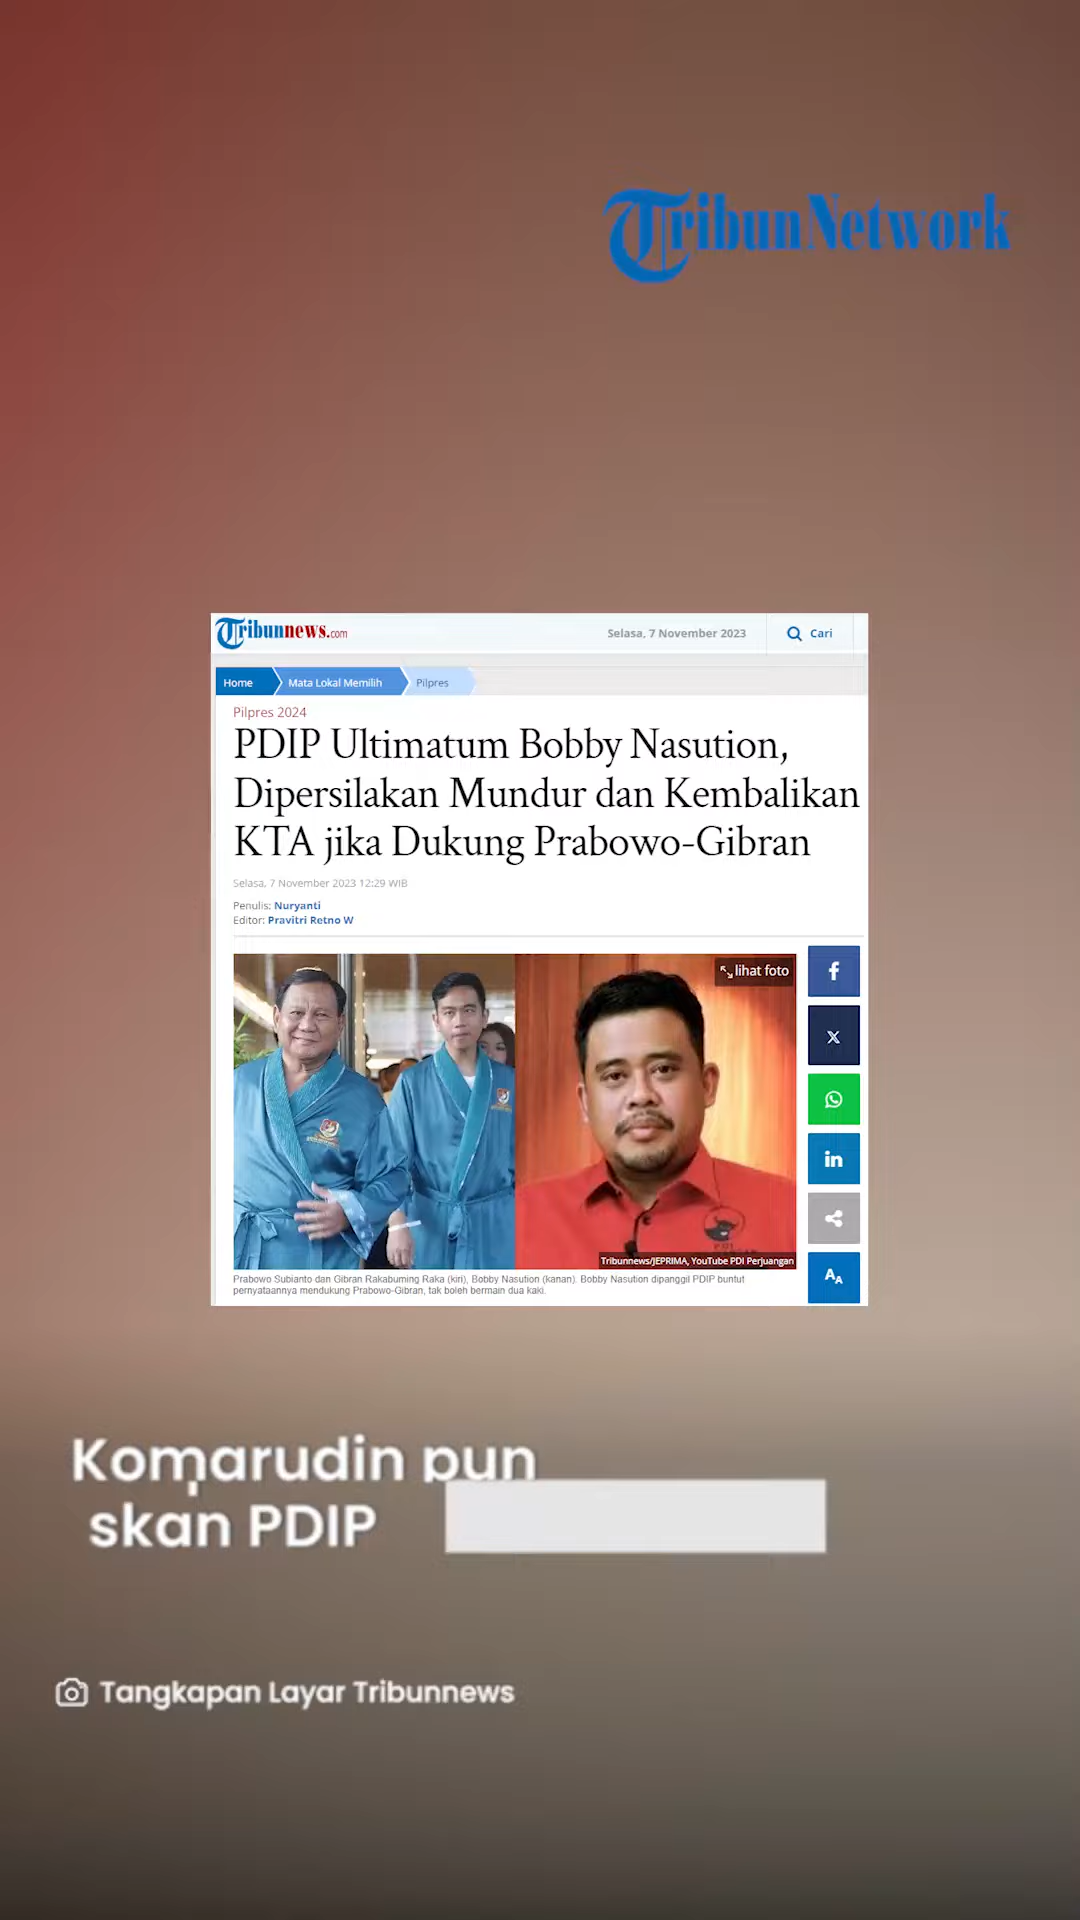 TribunNetwork
Tribunnews.com
Selasa, 7 November 2023
Cari
Home
Mata Lokal Memilih
Pilpres
Pilpres 2024
PDIP Ultimatum Bobby Nasution,
Dipersilakan Mundur dan Kembalikan
KTA jika Dukung Prabowo-Gibran
Selasa, 7 November 2023 12:29 WIB
Penulis: Nuryanti
Editor: Pravitri Retno W
lihat foto
Tribunnews/JEPRIMA, YouTube PDI Perjuangan
Prabowo Subianto dan Gibran Rakabuming Raka (kiri), Bobby Nasution (kanan). Bobby Nasution dipanggil PDIP buntut
pernyataannya mendukung Prabowo-Gibran, tak boleh bermain dua kaki.
Komarudin pun
skan PDIP
Tangkapan Layar Tribunnews